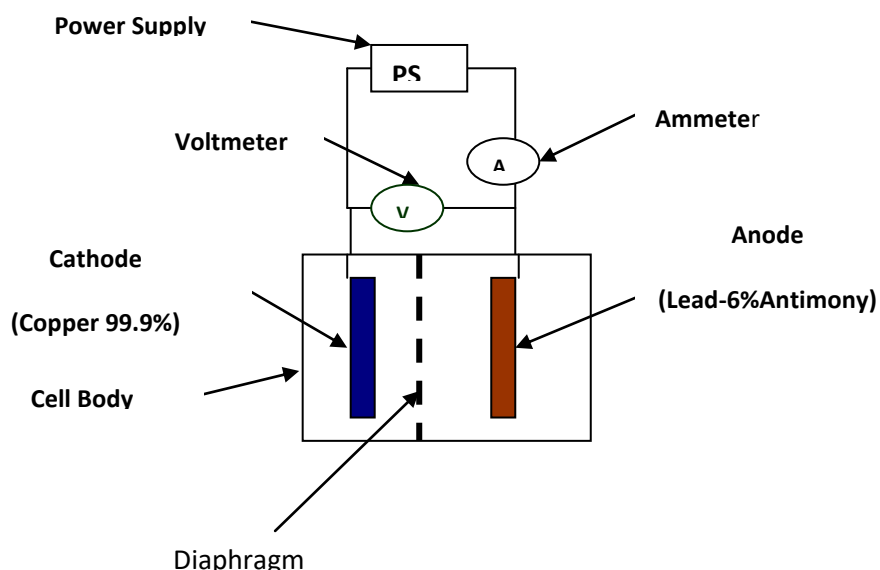 Power Supply
PS
Ammeter
Voltmeter
A
V
Anode
Cathode
(Lead-6%Antimony)
(Copper 99.9%)
Cell Body
Diaphragm